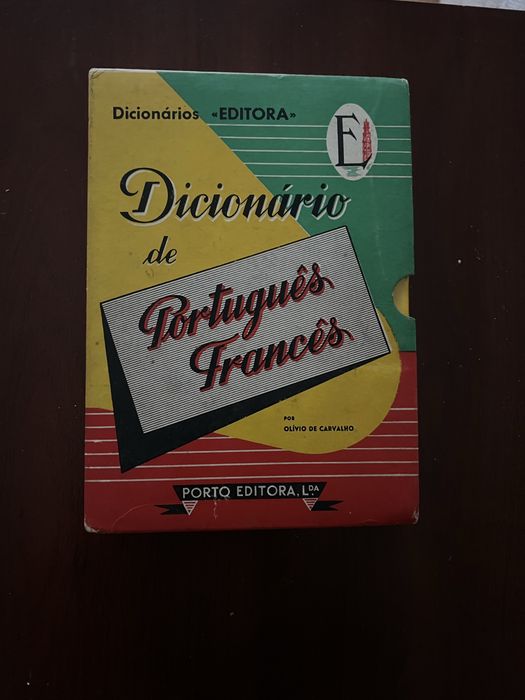 Dicionários «EDITORA»
E
Dicionário
de
Português
Francês
POR
OLÍVIO DE CARVALHO
PORTO EDITORA, L.DA